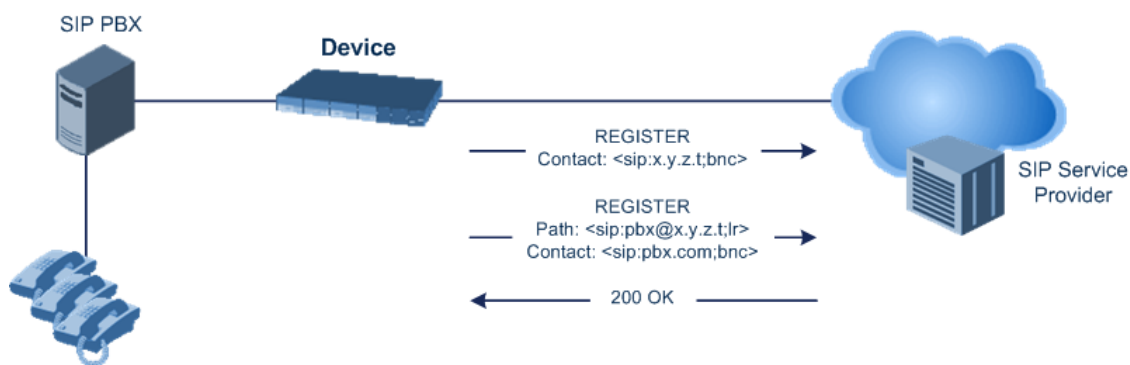 SIP PBX
Device
REGISTER
Contact: <sip:x.y.z.t;bnc>
SIP Service
Provider
REGISTER
Path: <sip:pbx@x.y.z.t;lr>
Contact: <sip:pbx.com;bnc>
200 OK